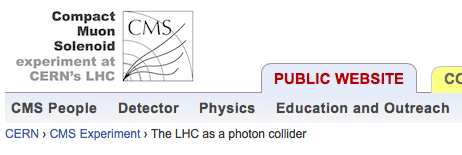 Compact
Muon
Solenoid
experiment at
CERN's LHC
CMS
PUBLIC WEBSITE
CMS People Detector Physics Education and Outreach
CERN › CMS Experiment › The LHC as a photon collider